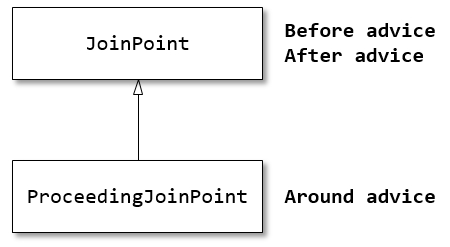 JoinPoint
Before advice
After advice
ProceedingJoinPoint
Around advice